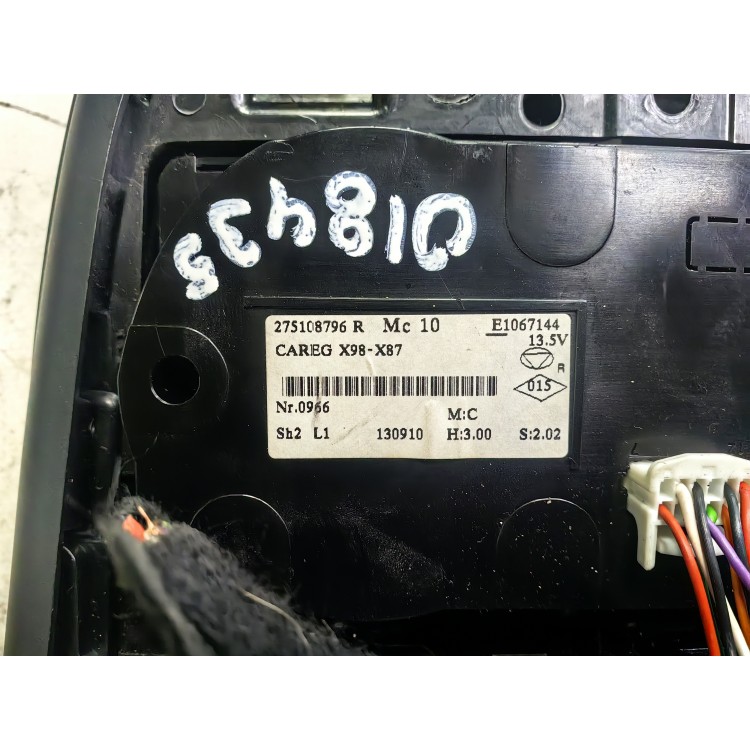 018435
275108796 R Mc 10 E1067144
13.5V
CAREG X98-X87
R
015
Nr.0966
M:C
Sh2 L1 130910 H:3.00 S:2.02